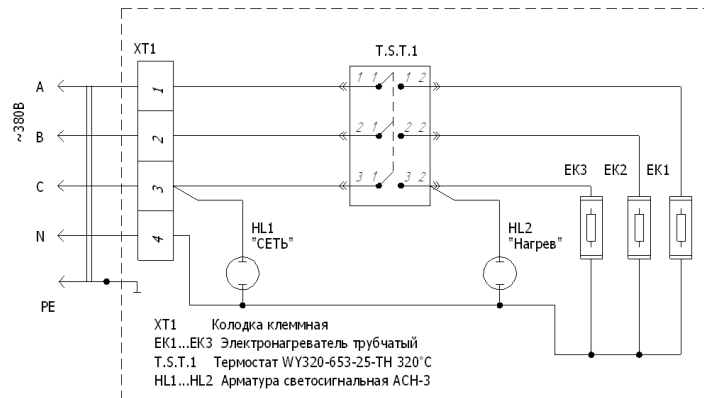 XT1
T.S.T.1
~380В
A
B
C
N
PE
1
2
3
4
1 1 1 2
2 1 2 2
3 1 3 2
EK3 EK2 EK1
HL1
"СЕТЬ"
HL2
"Нагрев"
XT1 Колодка клеммная
EK1...EK3 Электронагреватель трубчатый
T.S.T.1 Термостат WY320-653-25-TH 320°C
HL1...HL2 Арматура светосигнальная АСН-3